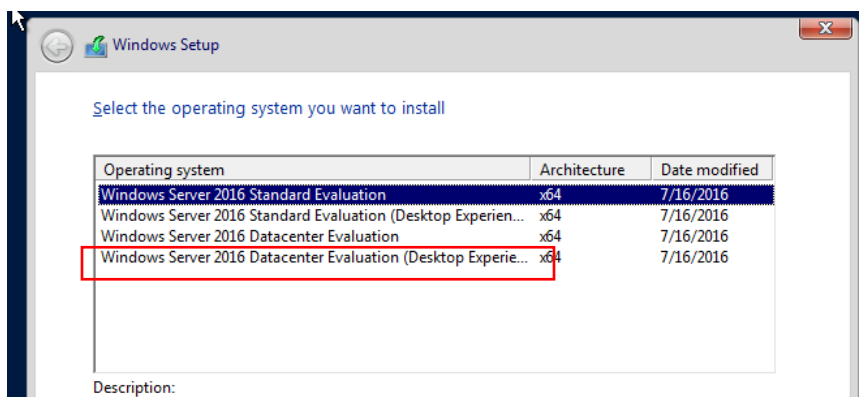 Windows Setup
Select the operating system you want to install
Operating system Architecture Date modified
Windows Server 2016 Standard Evaluation x64 7/16/2016
Windows Server 2016 Standard Evaluation (Desktop Experien... x64 7/16/2016
Windows Server 2016 Datacenter Evaluation x64 7/16/2016
Windows Server 2016 Datacenter Evaluation (Desktop Experie... x64 7/16/2016
Description: